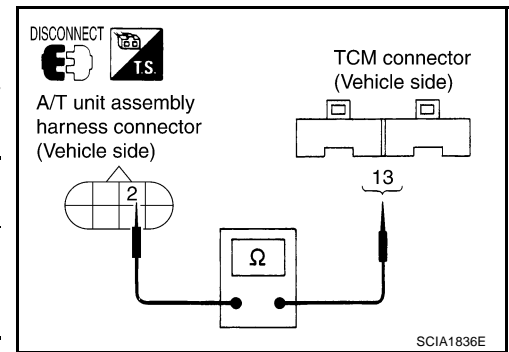 DISCONNECT
T.S.
A/T unit assembly
harness connector
(Vehicle side)
TCM connector
(Vehicle side)
2
13
Ω
SCIA1836E